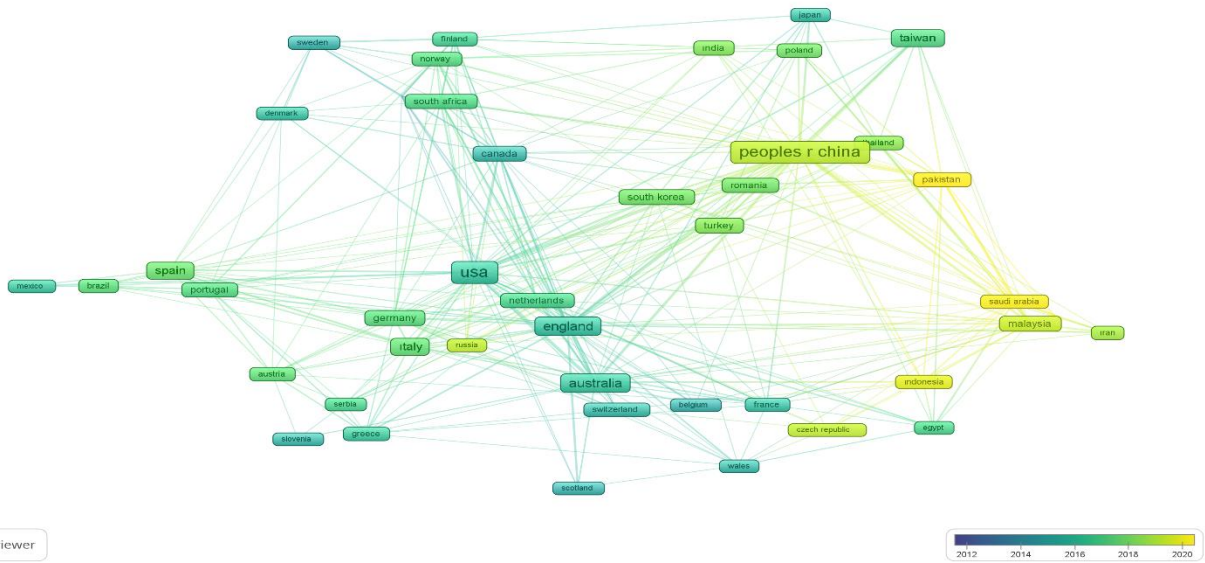 japan
sweden
finland
taiwan
india
poland
norway
south africa
denmark
canada
peoples r china
thailand
pakistan
romania
south korea
turkey
spain
usa
mexico
brazil
portugal
netherlands
saudi arabia
germany
england
malaysia
iran
italy
russia
austria
australia
indonesia
serbia
switzerland
belgium
france
slovenia
greece
czech republic
egypt
wales
scotland
iewer
2012 2014 2016 2018 2020